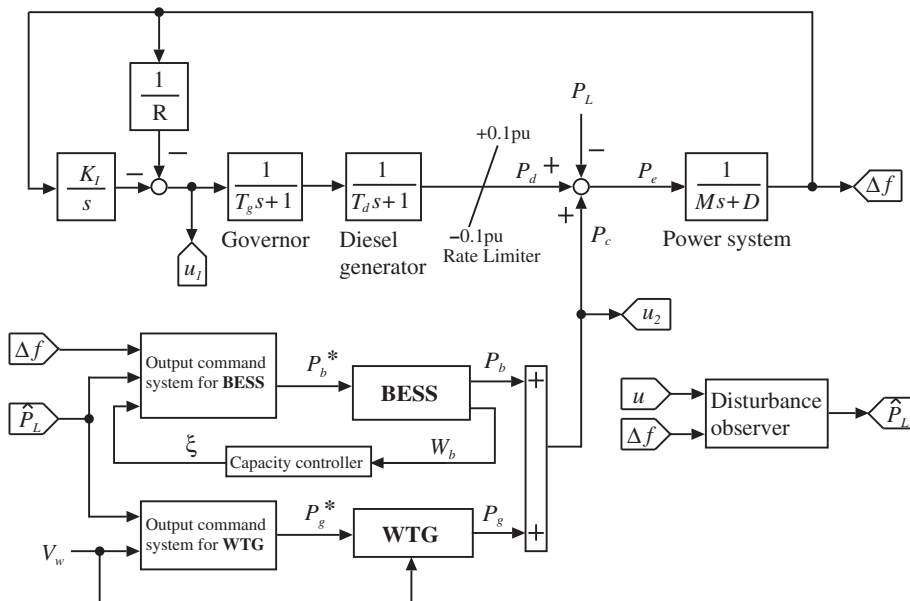 1
R
P_L
+0.1pu
K_I
s
−
−
1
T_g s+1
1
T_d s+1
P_d
+
−
P_e
1
Ms+D
Δf
+
Governor
Diesel
generator
−0.1pu
Rate Limiter
P_c
Power system
u_1
u_2
Δf
Output command
system for BESS
P_b*
BESS
P_b
+
P̂_L
ξ
Capacity controller
W_b
u
Δf
Disturbance
observer
P̂_L
Output command
system for WTG
P_g*
WTG
P_g
+
V_w